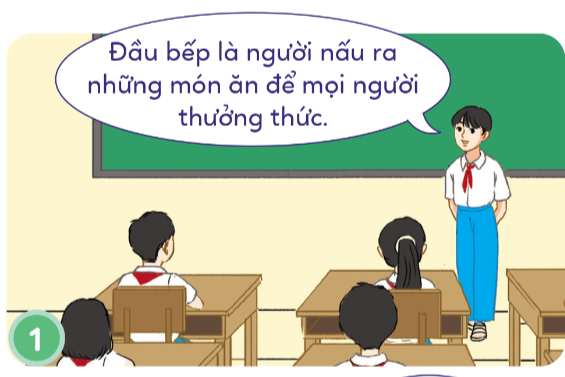 Đầu bếp là người nấu ra
những món ăn để mọi người
thưởng thức.
1